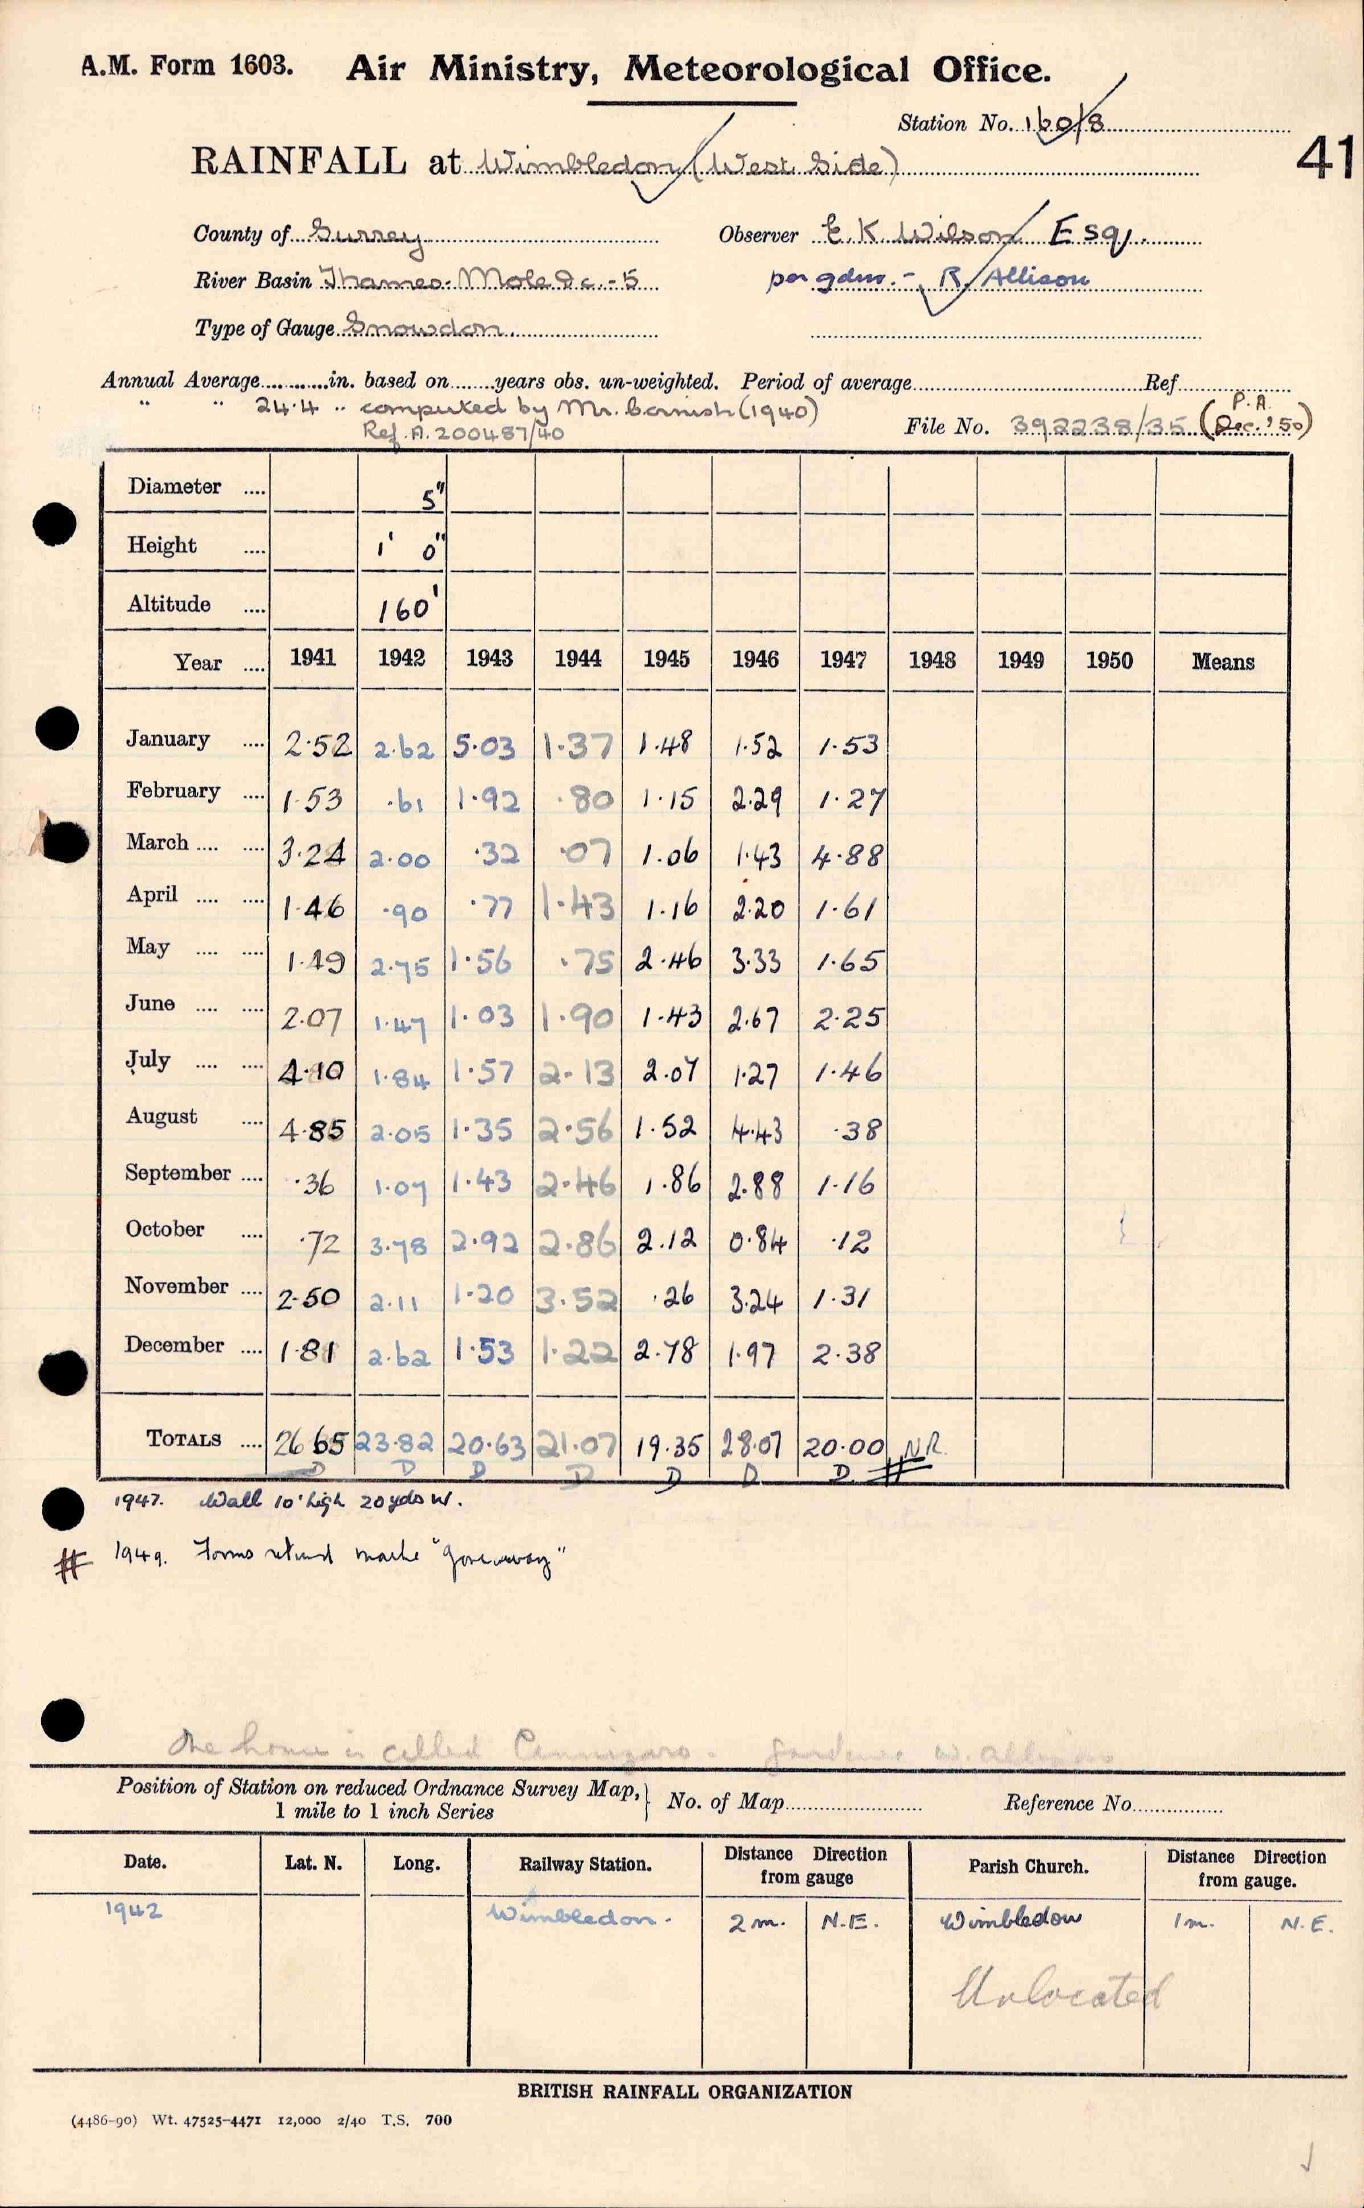 A.M. Form 1603. Air Ministry, Meteorological Office.
Station No. 160/8
41
RAINFALL at Wimbledon (West Side)
County of Surrey Observer E. K. Wilson Esq.
River Basin Thames-Mole &c.-5 per gdnr. - R. Allison
Type of Gauge Snowdon.
Annual Average............in. based on........years obs. un-weighted. Period of average........Ref........
" " 24.4 " computed by Mr. Cornish (1940)
Ref. A.200487/40 File No. 392238/35 (P.A. Dec. '50)
Diameter .... 5"
Height .... 1' 0"
Altitude .... 160'
Year .... 1941 1942 1943 1944 1945 1946 1947 1948 1949 1950 Means
January .... 2.52 2.62 5.03 1.37 1.48 1.52 1.53
February .... 1.53 .61 1.92 .80 1.15 2.29 1.27
March .... .... 3.24 2.00 .32 .07 1.06 1.43 4.88
April .... .... 1.46 .90 .77 1.43 1.16 2.20 1.61
May .... .... 1.49 2.75 1.56 .75 2.46 3.33 1.65
June .... .... 2.07 1.47 1.03 1.90 1.43 2.67 2.25
July .... .... 4.10 1.84 1.57 2.13 2.07 1.27 1.46
August .... 4.85 2.05 1.35 2.56 1.52 4.43 .38
September .... .36 1.07 1.43 2.46 1.86 2.88 1.16
October .... .72 3.78 2.92 2.86 2.12 0.84 .12
November .... 2.50 2.11 1.20 3.52 .26 3.24 1.31
December .... 1.81 2.62 1.53 1.22 2.78 1.97 2.38
TOTALS .... 26.65 23.82 20.63 21.07 19.35 28.07 20.00 N.R.
D D D D D D D #
1947. Wall 10' high 20 yds W.
# 1949. Forms returned marked "gone away"
The house is called Cannizaro - gardener W. Allison
Position of Station on reduced Ordnance Survey Map, } No. of Map........ Reference No........
1 mile to 1 inch Series
Date. Lat. N. Long. Railway Station. Distance Direction from gauge Parish Church. Distance Direction from gauge.
1942 Wimbledon. 2 m. N.E. Wimbledon 1 m. N.E.
Unlocated
BRITISH RAINFALL ORGANIZATION
(4486-90) Wt. 47525-4471 12,000 2/40 T.S. 700